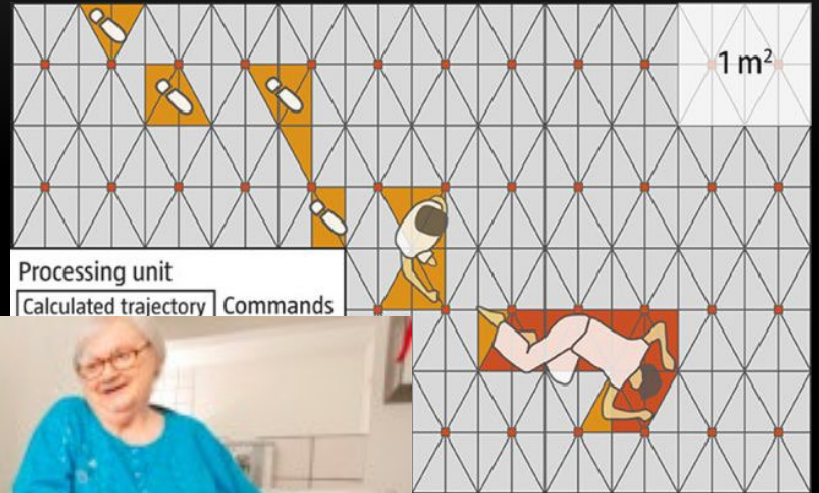 1 m²
Processing unit
Calculated trajectory Commands